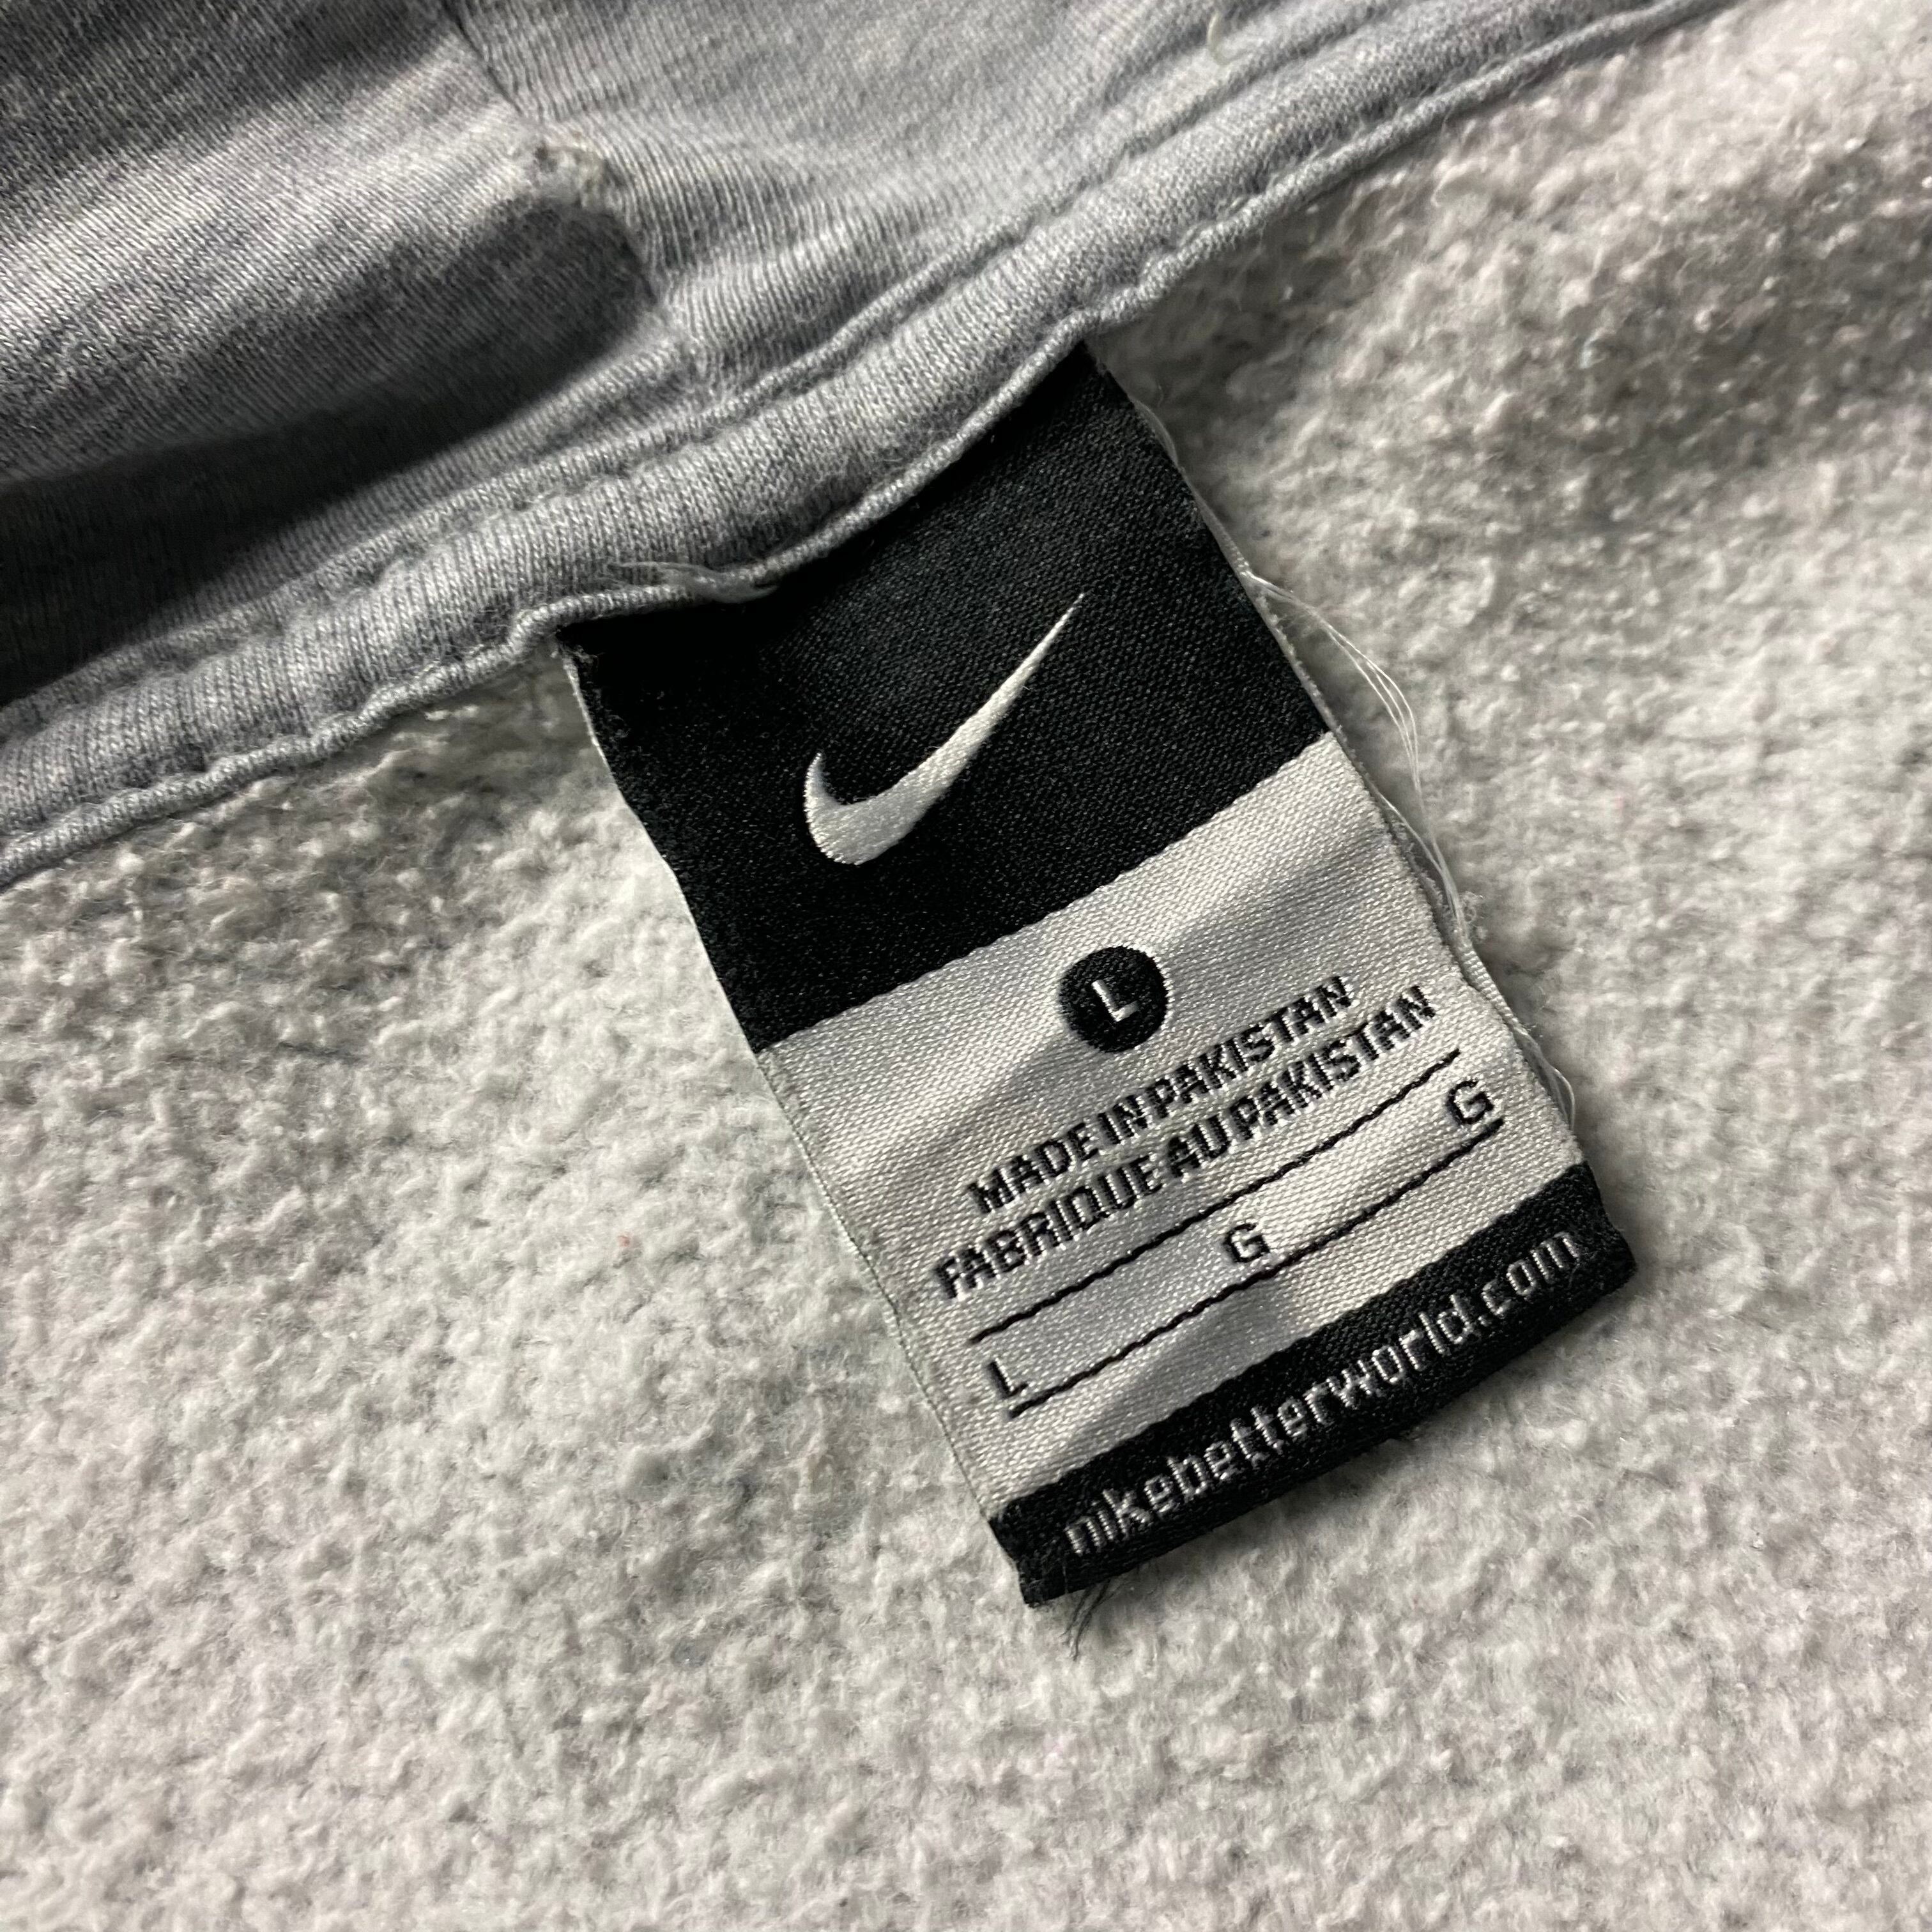 L
MADE IN PAKISTAN
FABRIQUE AU PAKISTAN
L G G
nikebetterworld.com